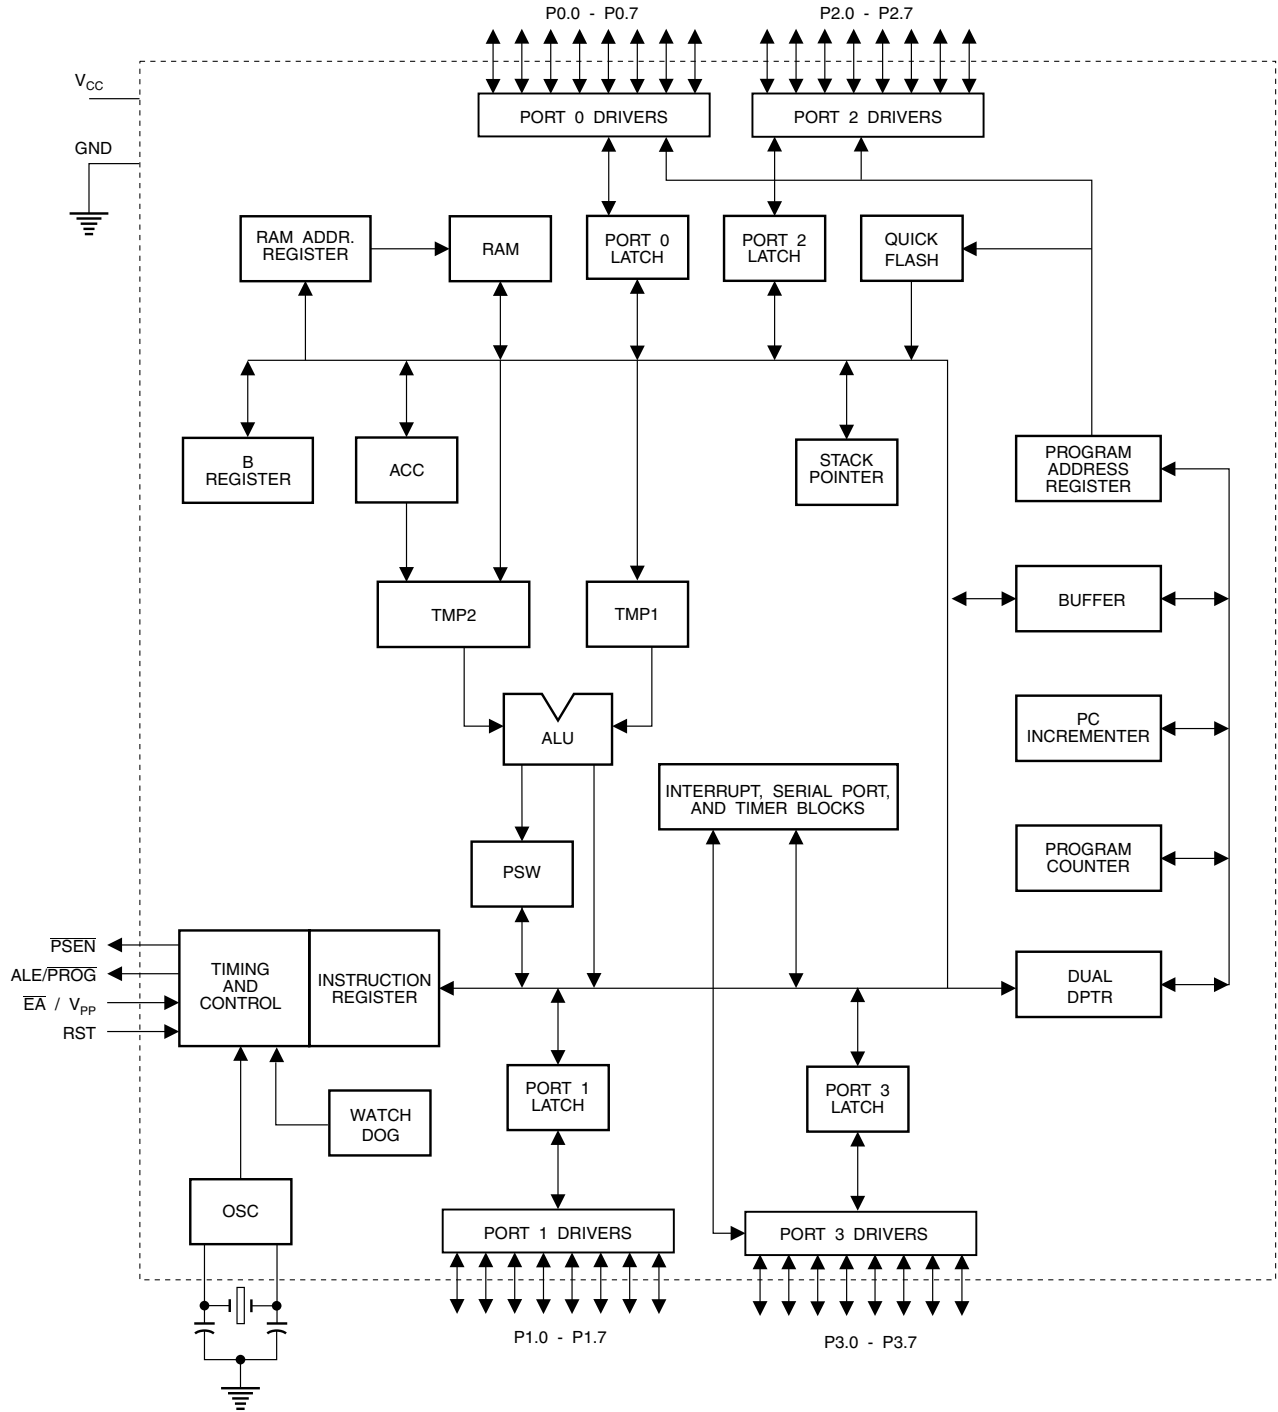 P0.0 - P0.7
P2.0 - P2.7
VCC
GND
PORT 0 DRIVERS
PORT 2 DRIVERS
RAM ADDR.
REGISTER
RAM
PORT 0
LATCH
PORT 2
LATCH
QUICK
FLASH
B
REGISTER
ACC
STACK
POINTER
PROGRAM
ADDRESS
REGISTER
TMP2
TMP1
BUFFER
ALU
PC
INCREMENTER
INTERRUPT, SERIAL PORT,
AND TIMER BLOCKS
PSW
PROGRAM
COUNTER
PSEN
ALE/PROG
EA / VPP
RST
TIMING
AND
CONTROL
INSTRUCTION
REGISTER
DUAL
DPTR
WATCH
DOG
PORT 1
LATCH
PORT 3
LATCH
OSC
PORT 1 DRIVERS
PORT 3 DRIVERS
P1.0 - P1.7
P3.0 - P3.7